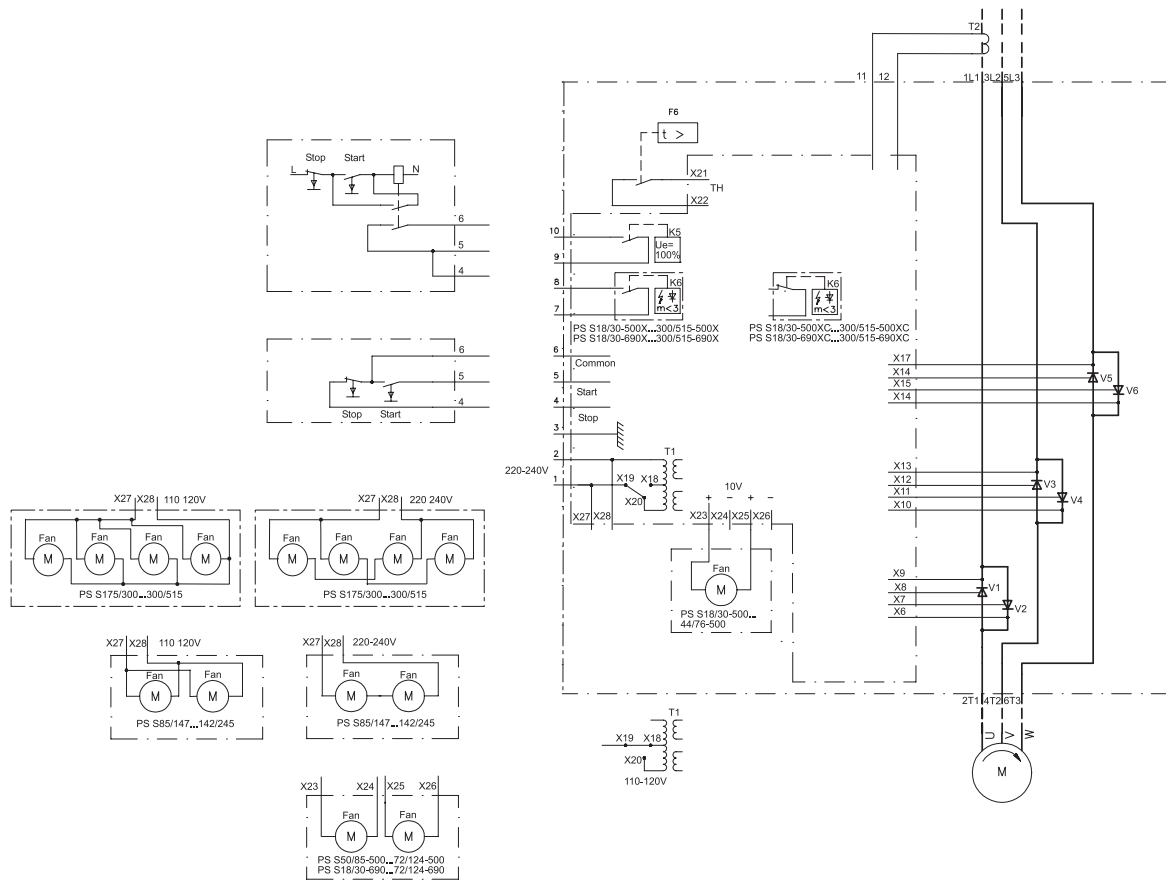 T2
11 12 1L1 3L2 5L3
F6
t >
Stop Start
L N
X21
TH
X22
6
5
4
10
9
K5
Ue=
100%
8
7
K6
m<3
K6
m<3
PS S18/30-500X...300/515-500X
PS S18/30-690X...300/515-690X
PS S18/30-500XC...300/515-500XC
PS S18/30-690XC...300/515-690XC
6
5
4
Stop Start
6
Common
5
Start
4
Stop
3
2
220-240V
1
X19 X18
X20
T1
X27 X28
10V
+ - + -
X23 X24 X25 X26
Fan
M
PS S18/30-500...
44/76-500
X17
X14
X15
X14
V5
V6
X13
X12
X11
X10
V3
V4
X9
X8
X7
X6
V1
V2
2T1 4T2 6T3
U V W
M
X27 X28 110 120V
Fan Fan Fan Fan
M M M M
PS S175/300...300/515
X27 X28 220 240V
Fan Fan Fan Fan
M M M M
PS S175/300...300/515
X27 X28 110 120V
Fan Fan
M M
PS S85/147...142/245
X27 X28 220-240V
Fan Fan
M M
PS S85/147...142/245
T1
X19 X18
X20
110-120V
X23 X24 X25 X26
Fan Fan
M M
PS S50/85-500...72/124-500
PS S18/30-690...72/124-690